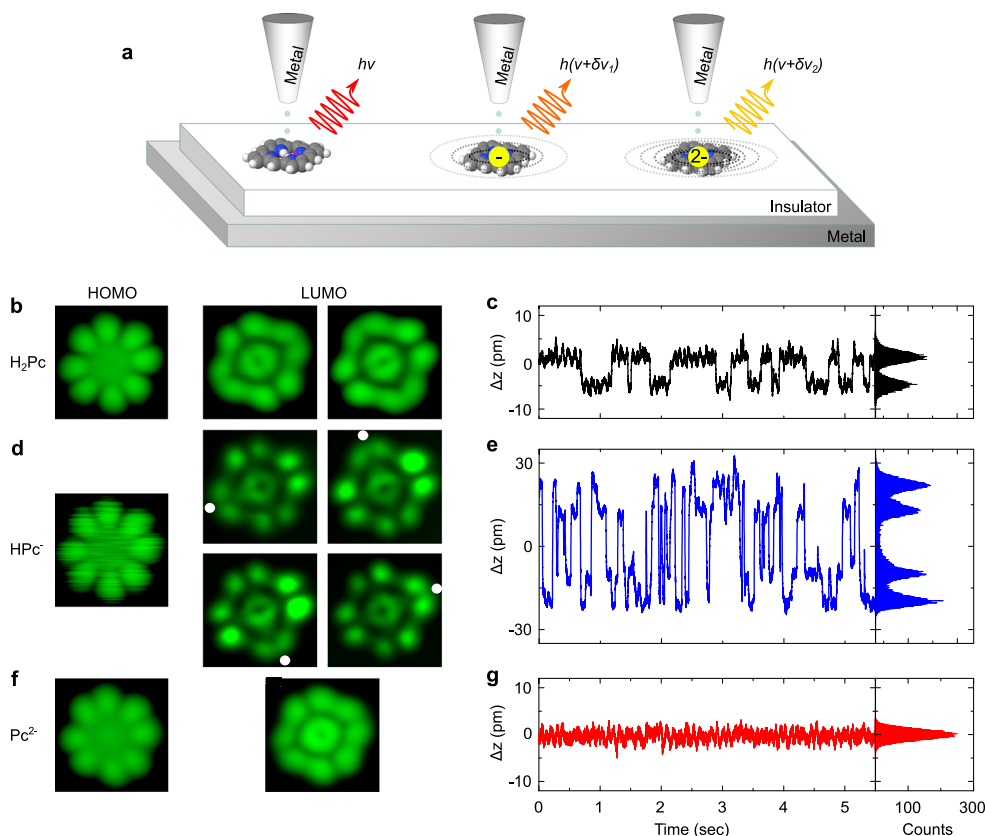 a
Metal
hν
Metal
h(ν+δν₁)
Metal
h(ν+δν₂)
-
2-
Insulator
Metal
HOMO
LUMO
b
H₂Pc
c
10
0
-10
Δz (pm)
d
HPc⁻
e
30
0
-30
Δz (pm)
f
Pc²⁻
g
10
0
-10
Δz (pm)
0 1 2 3 4 5 100 300
Time (sec) Counts